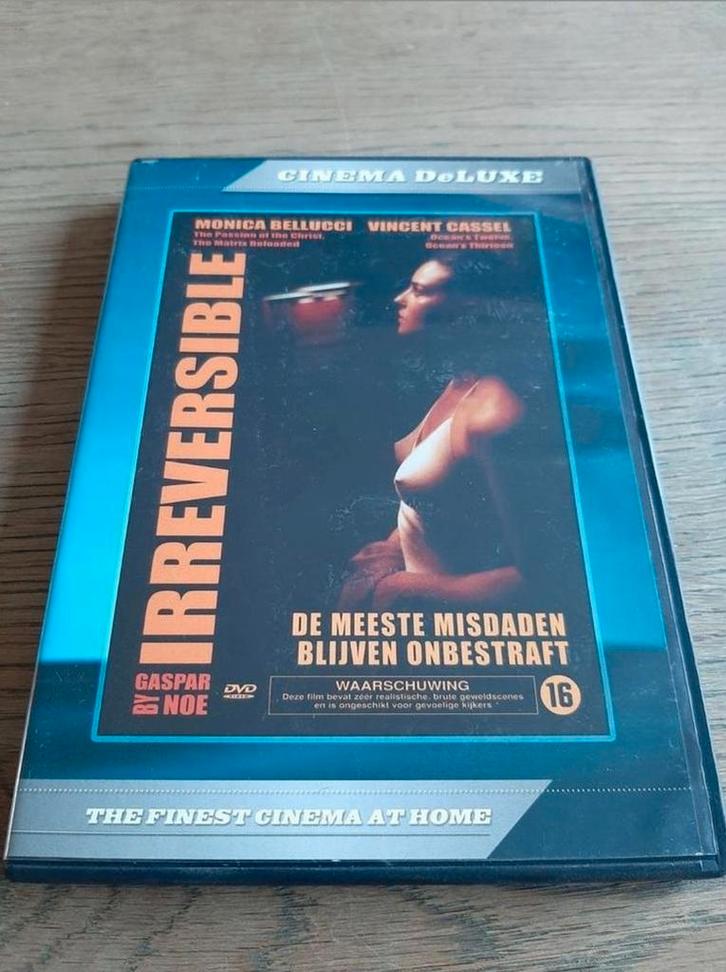 CINEMA DeLUXE
MONICA BELLUCCI VINCENT CASSEL
The Passion of the Christ, Ocean's Twelve,
The Matrix Reloaded Ocean's Thirteen
IRREVERSIBLE
BY GASPAR NOE
DVD
VIDEO
DE MEESTE MISDADEN
BLIJVEN ONBESTRAFT
WAARSCHUWING
Deze film bevat zéér realistische, brute geweldscenes
en is ongeschikt voor gevoelige kijkers
16
THE FINEST CINEMA AT HOME